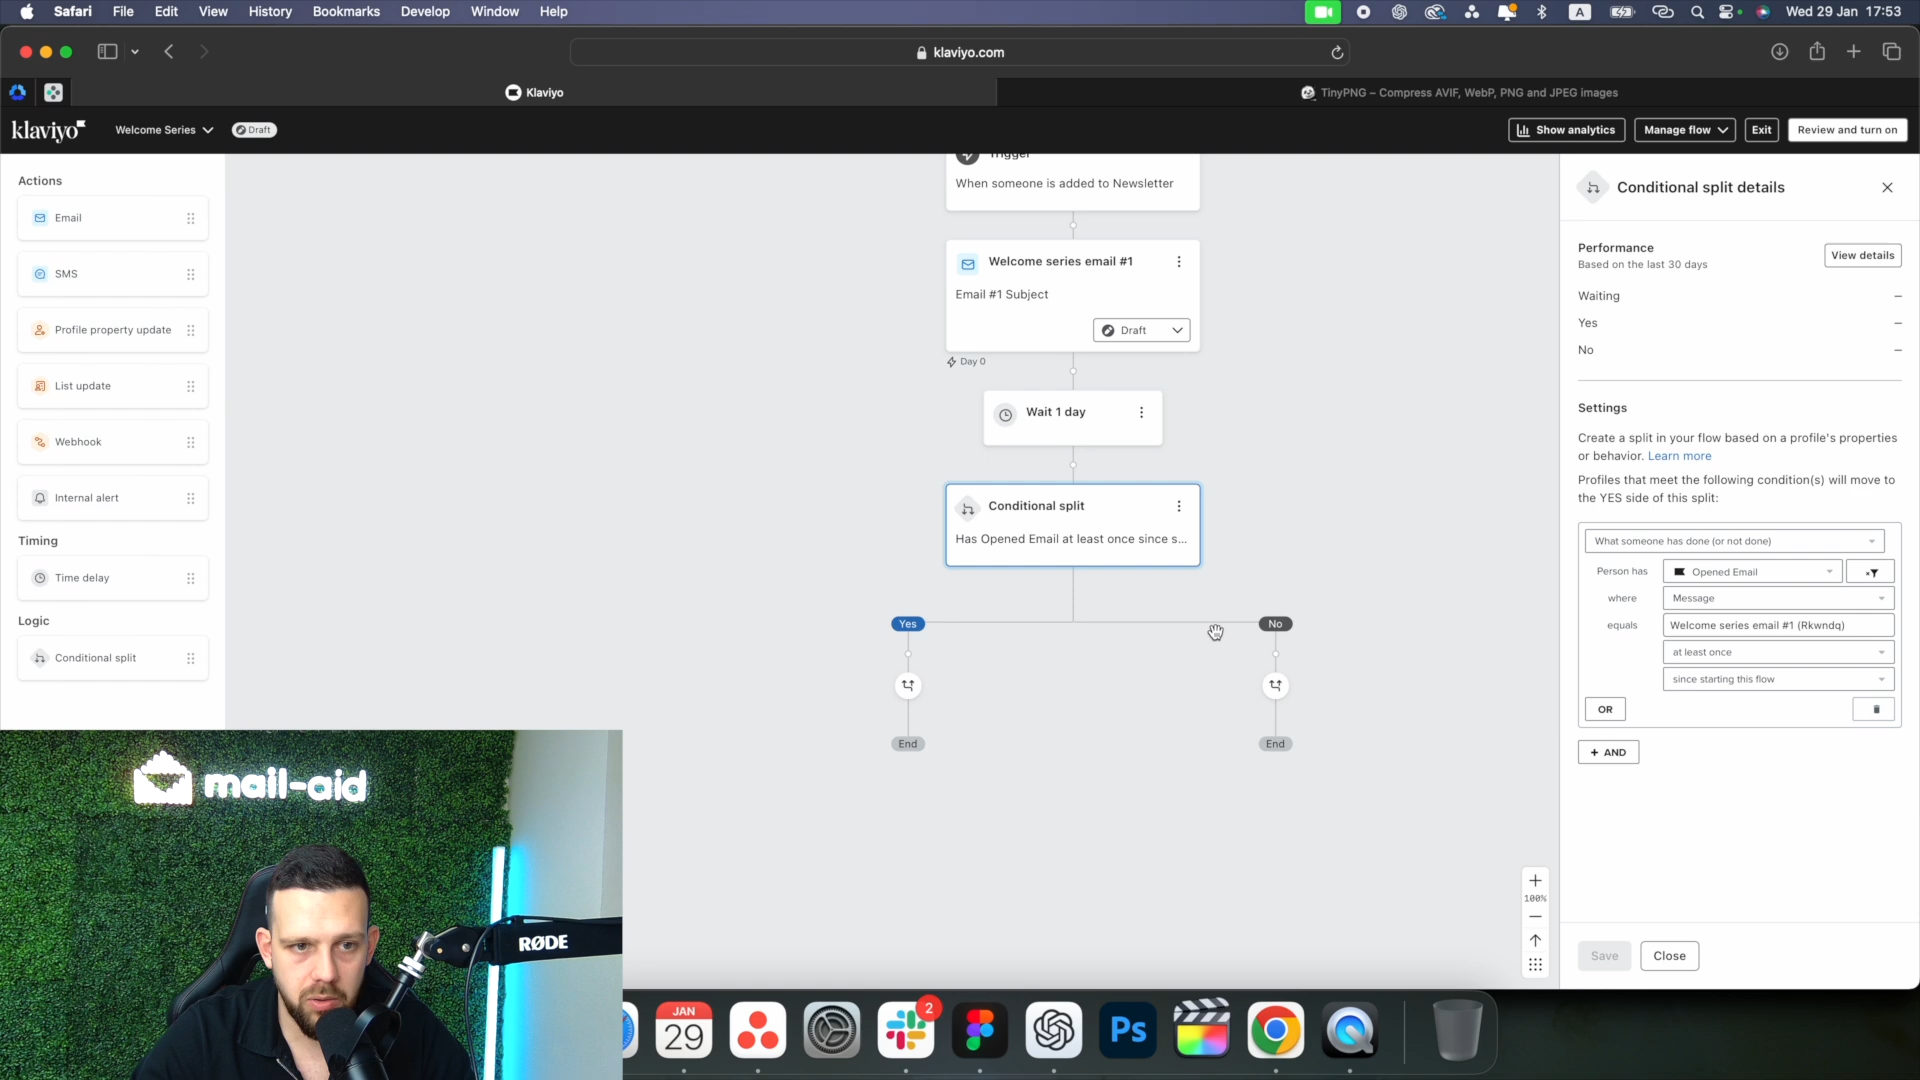 Safari File Edit View History Bookmarks Develop Window Help
A
Wed 29 Jan 17:53
klaviyo.com
Klaviyo
TinyPNG – Compress AVIF, WebP, PNG and JPEG images
klaviyo
Welcome Series
Draft
Show analytics
Manage flow
Exit
Review and turn on
Actions
Email
SMS
Profile property update
List update
Webhook
Internal alert
Timing
Time delay
Logic
Conditional split
Trigger
When someone is added to Newsletter
Welcome series email #1
Email #1 Subject
Draft
Day 0
Wait 1 day
Conditional split
Has Opened Email at least once since s...
Yes
No
End
End
Conditional split details
Performance
Based on the last 30 days
View details
Waiting –
Yes –
No –
Settings
Create a split in your flow based on a profile's properties
or behavior. Learn more
Profiles that meet the following condition(s) will move to
the YES side of this split:
What someone has done (or not done)
Person has Opened Email
where Message
equals Welcome series email #1 (Rkwndq)
at least once
since starting this flow
OR
+ AND
100%
Save
Close
mail-aid
RØDE
JAN
29
2
Ps